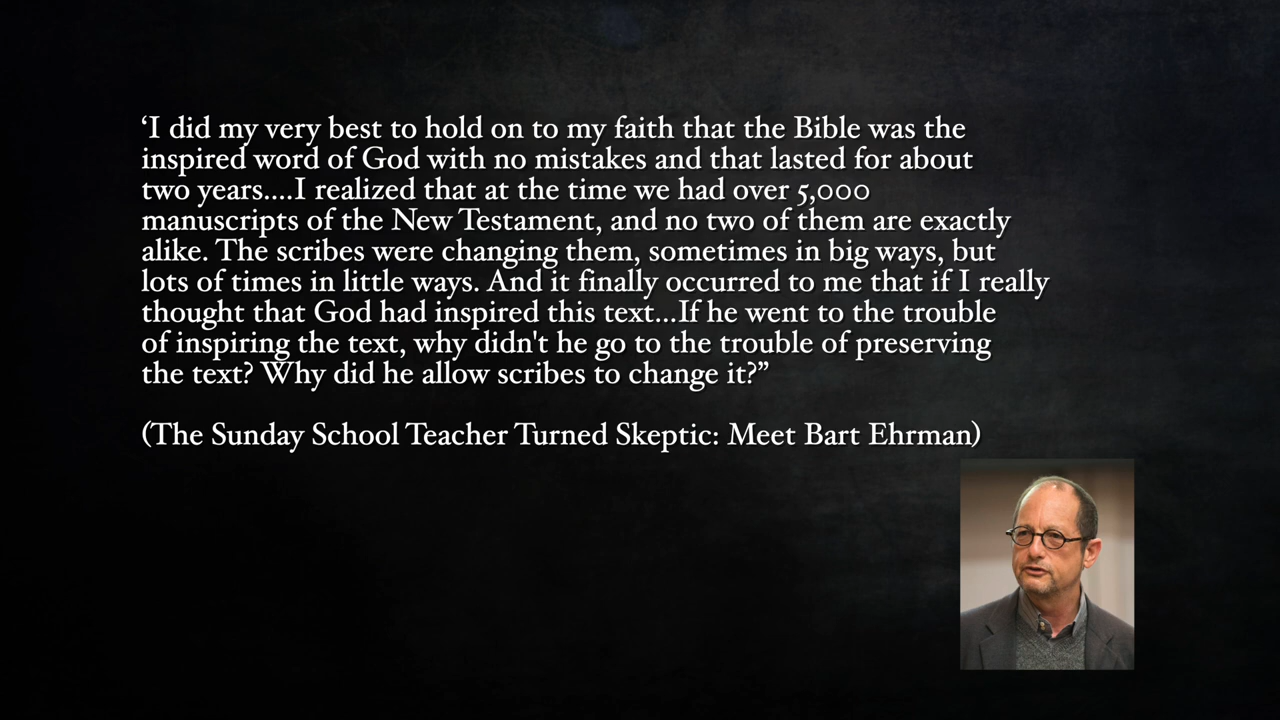 ‘I did my very best to hold on to my faith that the Bible was the
inspired word of God with no mistakes and that lasted for about
two years....I realized that at the time we had over 5,000
manuscripts of the New Testament, and no two of them are exactly
alike. The scribes were changing them, sometimes in big ways, but
lots of times in little ways. And it finally occurred to me that if I really
thought that God had inspired this text...If he went to the trouble
of inspiring the text, why didn't he go to the trouble of preserving
the text? Why did he allow scribes to change it?”
(The Sunday School Teacher Turned Skeptic: Meet Bart Ehrman)